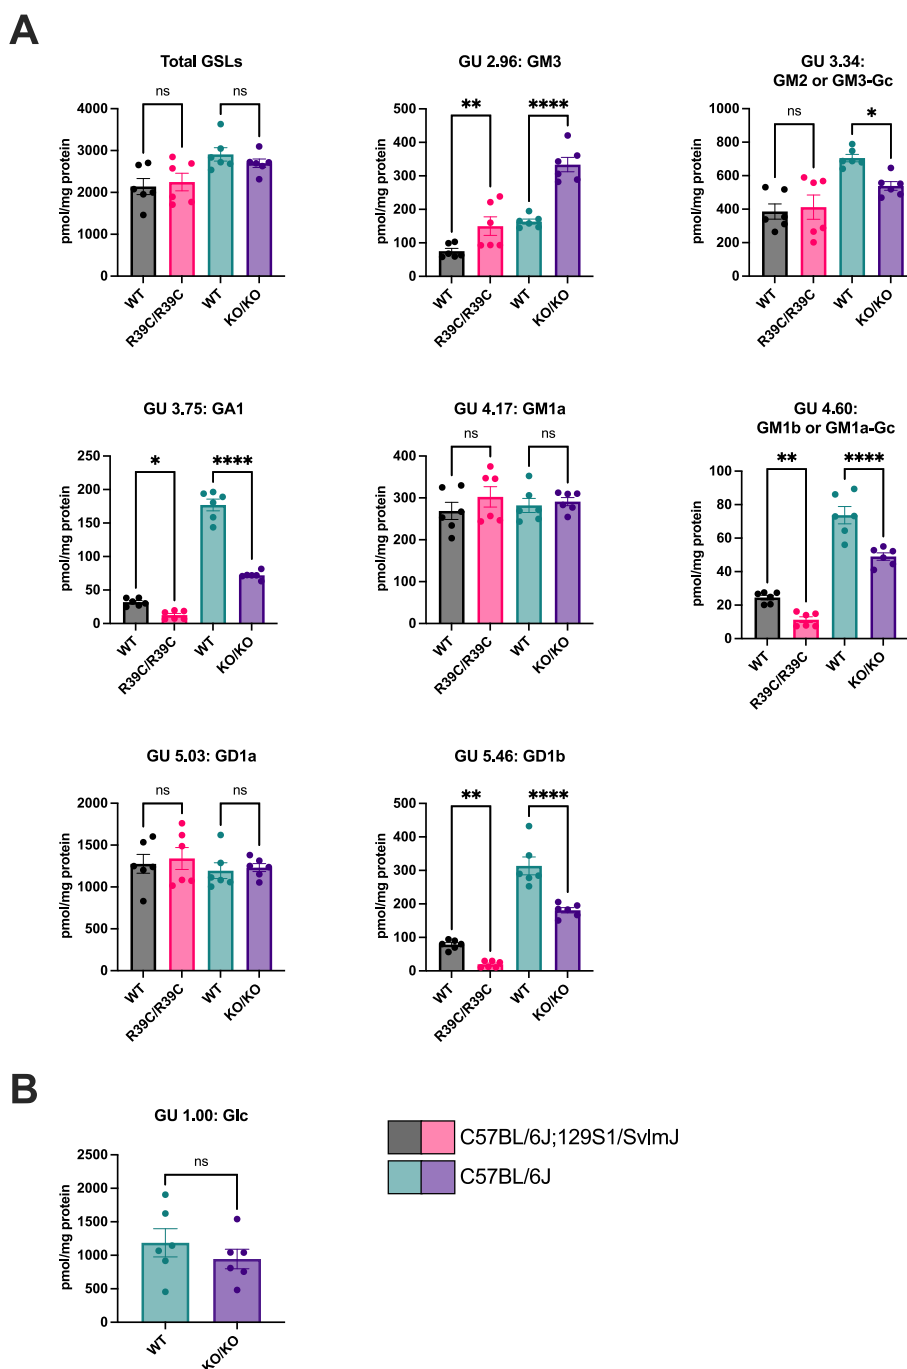 A
Total GSLs
ns
ns
pmol/mg protein
4000
3000
2000
1000
0
WT
R39C/R39C
WT
KO/KO
GU 2.96: GM3
**
****
pmol/mg protein
500
400
300
200
100
0
WT
R39C/R39C
WT
KO/KO
GU 3.34:
GM2 or GM3-Gc
ns
*
pmol/mg protein
1000
800
600
400
200
0
WT
R39C/R39C
WT
KO/KO
GU 3.75: GA1
*
****
pmol/mg protein
250
200
150
100
50
0
WT
R39C/R39C
WT
KO/KO
GU 4.17: GM1a
ns
ns
pmol/mg protein
400
300
200
100
0
WT
R39C/R39C
WT
KO/KO
GU 4.60:
GM1b or GM1a-Gc
**
****
pmol/mg protein
100
80
60
40
20
0
WT
R39C/R39C
WT
KO/KO
GU 5.03: GD1a
ns
ns
pmol/mg protein
2000
1500
1000
500
0
WT
R39C/R39C
WT
KO/KO
GU 5.46: GD1b
**
****
pmol/mg protein
500
400
300
200
100
0
WT
R39C/R39C
WT
KO/KO
B
GU 1.00: Glc
ns
pmol/mg protein
2500
2000
1500
1000
500
0
WT
KO/KO
C57BL/6J;129S1/SvImJ
C57BL/6J